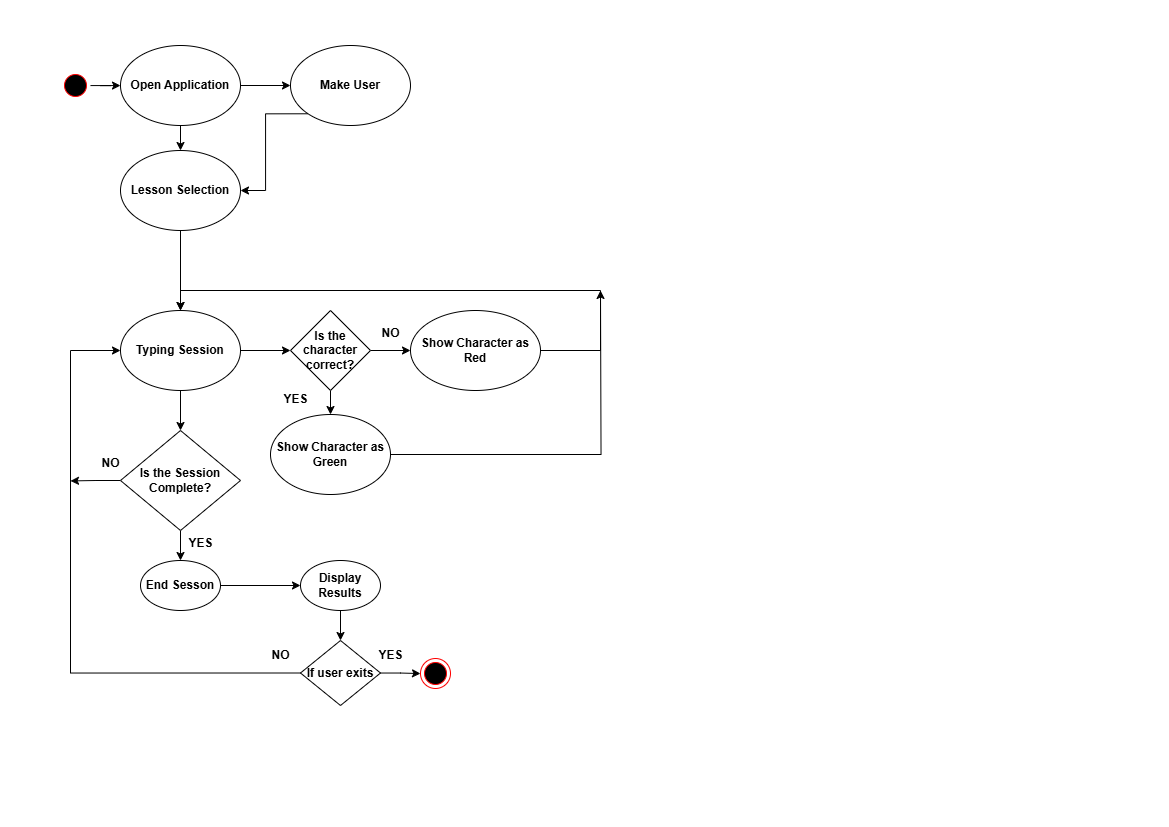 Open Application
Make User
Lesson Selection
Typing Session
Is the
character
correct?
NO
Show Character as
Red
YES
Show Character as
Green
NO
Is the Session
Complete?
YES
End Sesson
Display
Results
NO
If user exits
YES